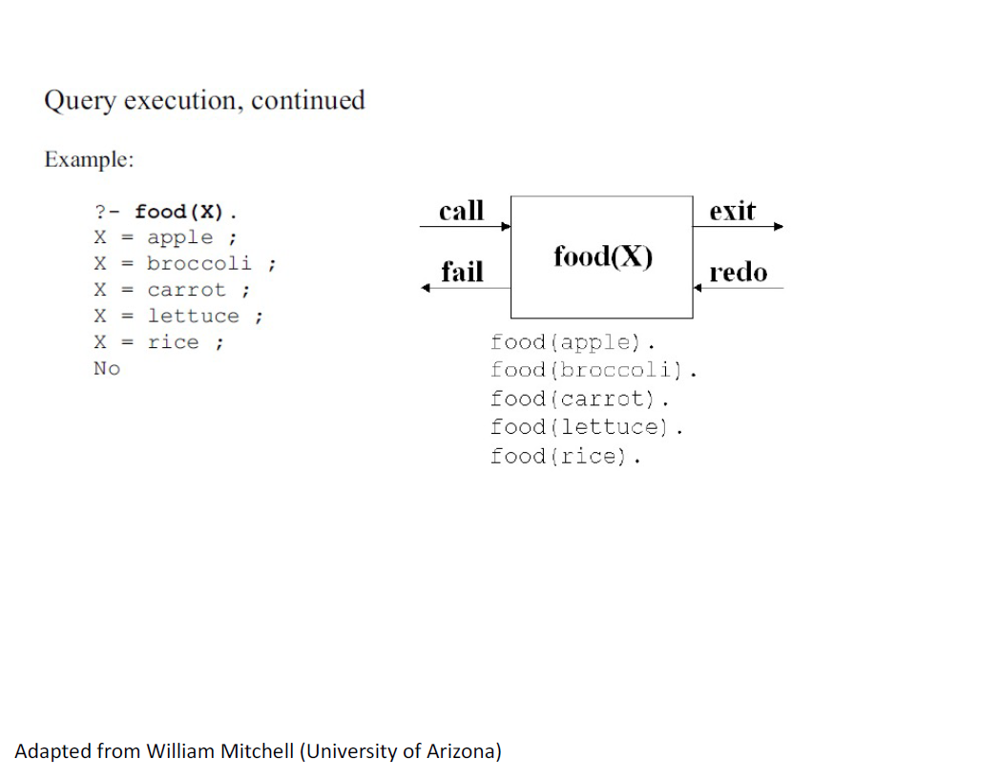 Query execution, continued
Example:
?- food(X).
X = apple ;
X = broccoli ;
X = carrot ;
X = lettuce ;
X = rice ;
No
call
exit
food(X)
fail
redo
food(apple).
food(broccoli).
food(carrot).
food(lettuce).
food(rice).
Adapted from William Mitchell (University of Arizona)